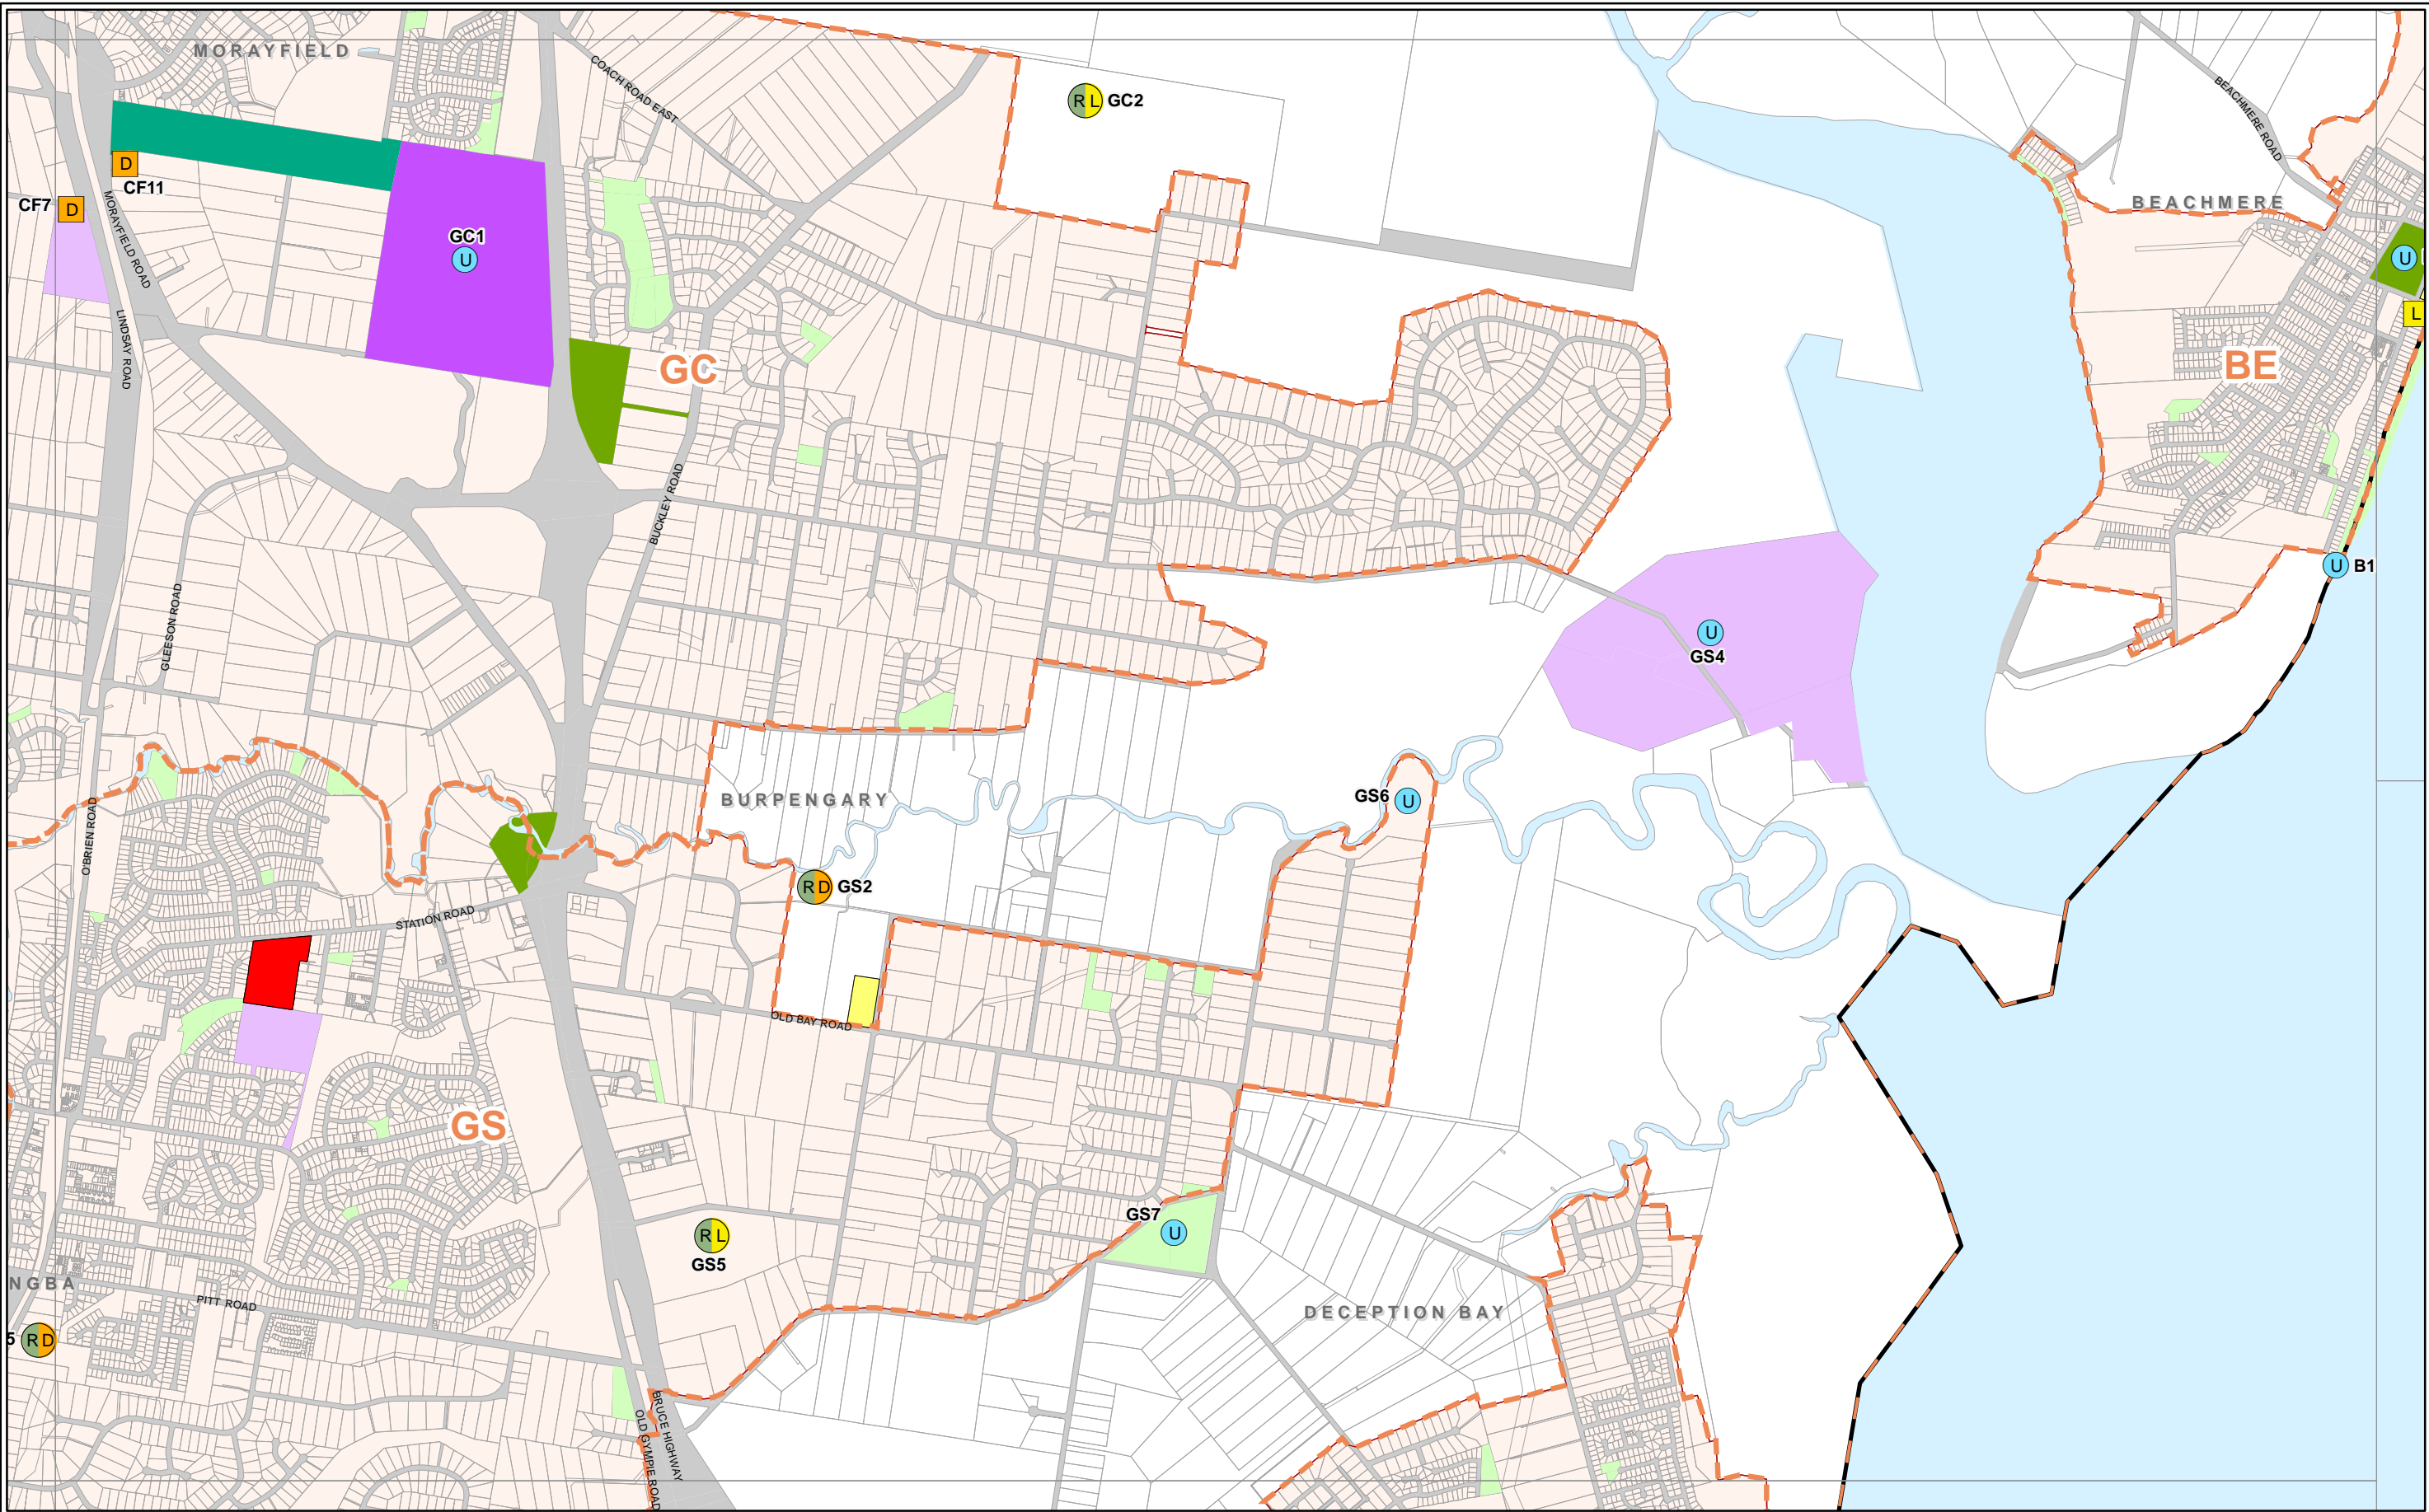 MORAYFIELD
COACH ROAD EAST
R L GC2
BEACHMERE ROAD
D
CF11
CF7 D
MORAYFIELD ROAD
BEACHMERE
GC1
U
U
L
LINDSAY ROAD
GC
BE
BUCKLEY ROAD
U B1
GLEESON ROAD
U
GS4
BURPENGARY
GS6 U
O'BRIEN ROAD
R D GS2
STATION ROAD
OLD BAY ROAD
GS
GS7
U
R L
GS5
NGBA
PITT ROAD
DECEPTION BAY
5 R D
BRUCE HIGHWAY
OLD GYMPIE ROAD